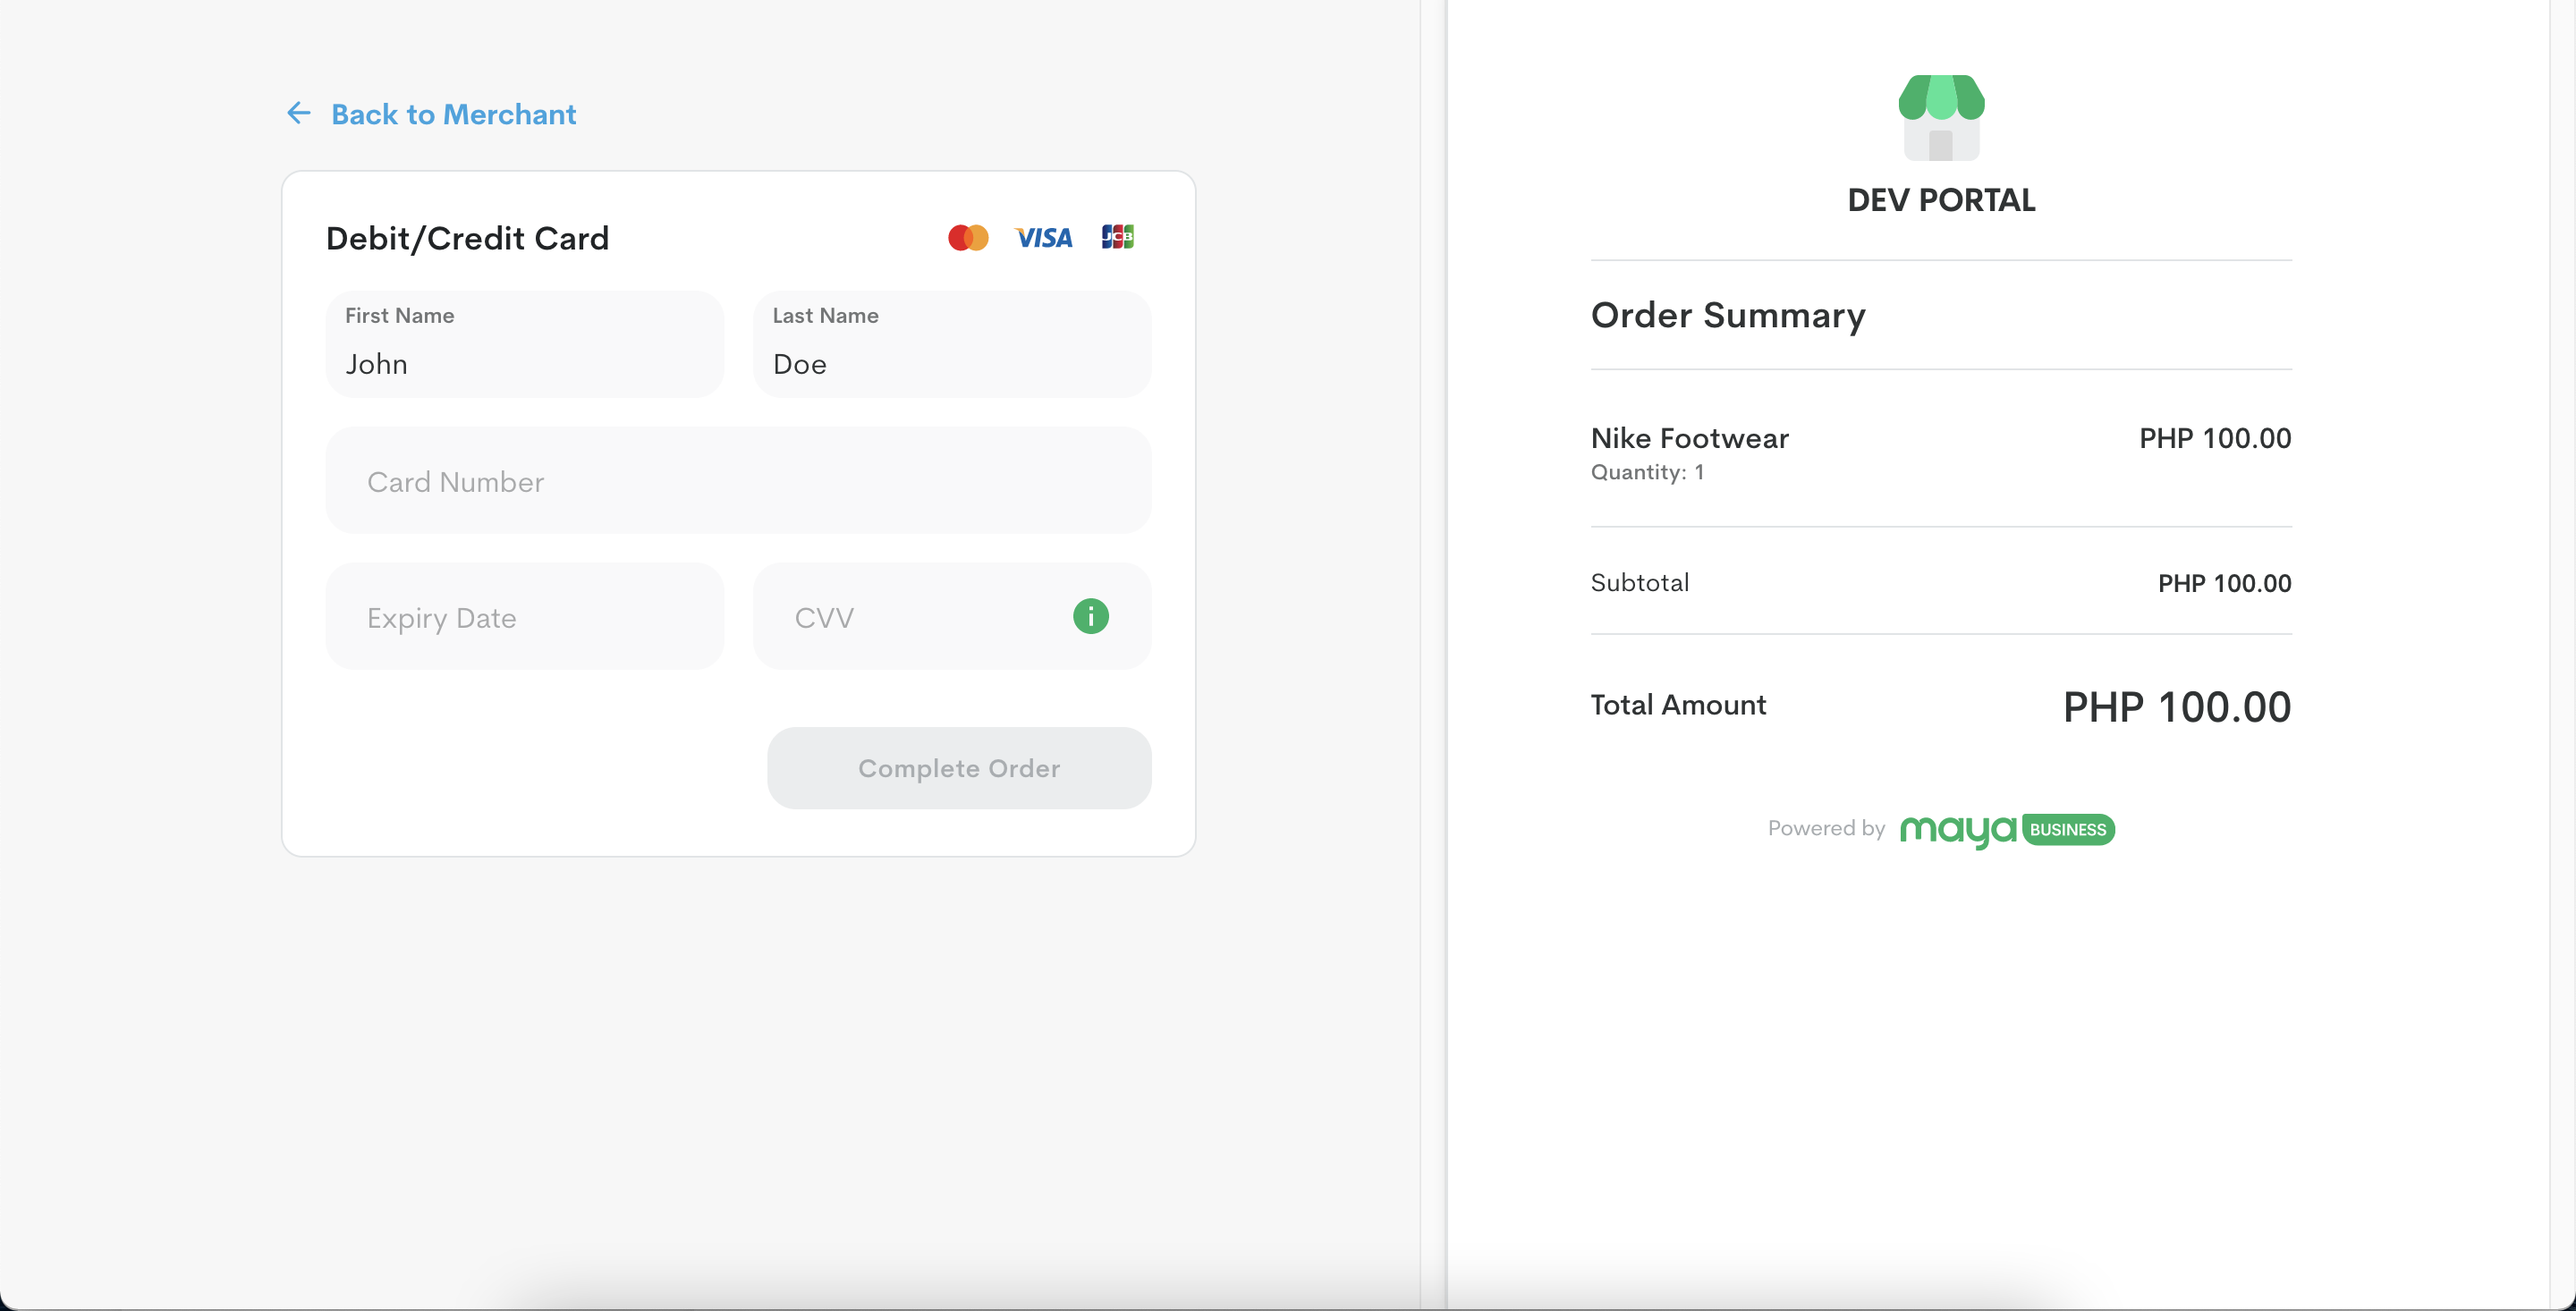 Back to Merchant
Debit/Credit Card
VISA
JCB
First Name
John
Last Name
Doe
Card Number
Expiry Date
CVV
i
Complete Order
DEV PORTAL
Order Summary
Nike Footwear PHP 100.00
Quantity: 1
Subtotal PHP 100.00
Total Amount PHP 100.00
Powered by maya BUSINESS